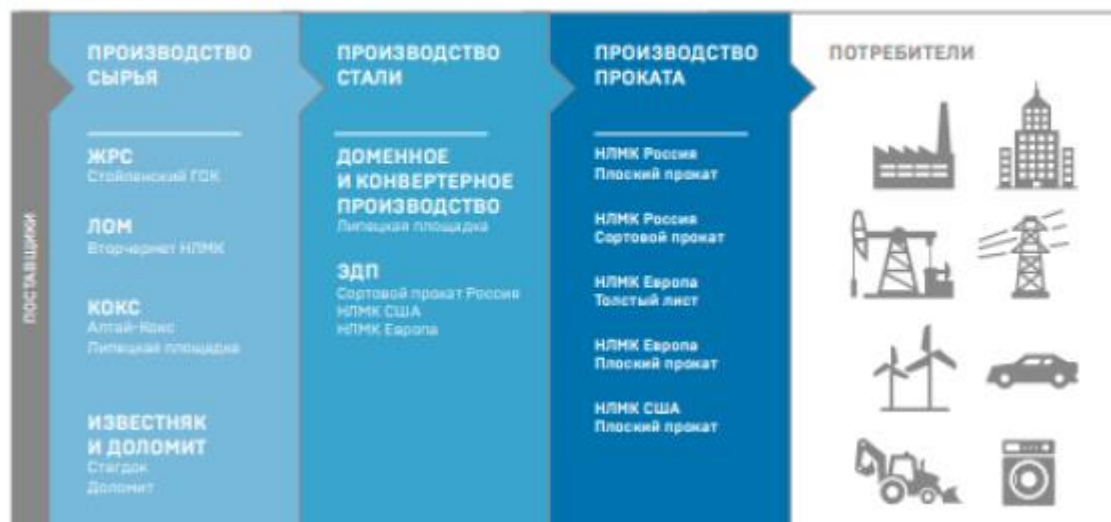 ПОСТАВЩИКИ
ПРОИЗВОДСТВО
СЫРЬЯ
ЖРС
Стойленский ГОК
ЛОМ
Вторчермет НЛМК
КОКС
Алтай-Кокс
Липецкая площадка
ИЗВЕСТНЯК
И ДОЛОМИТ
Стагдок
Доломит
ПРОИЗВОДСТВО
СТАЛИ
ДОМЕННОЕ
И КОНВЕРТЕРНОЕ
ПРОИЗВОДСТВО
Липецкая площадка
ЭДП
Сортовой прокат Россия
НЛМК США
НЛМК Европа
ПРОИЗВОДСТВО
ПРОКАТА
НЛМК Россия
Плоский прокат
НЛМК Россия
Сортовой прокат
НЛМК Европа
Толстый лист
НЛМК Европа
Плоский прокат
НЛМК США
Плоский прокат
ПОТРЕБИТЕЛИ